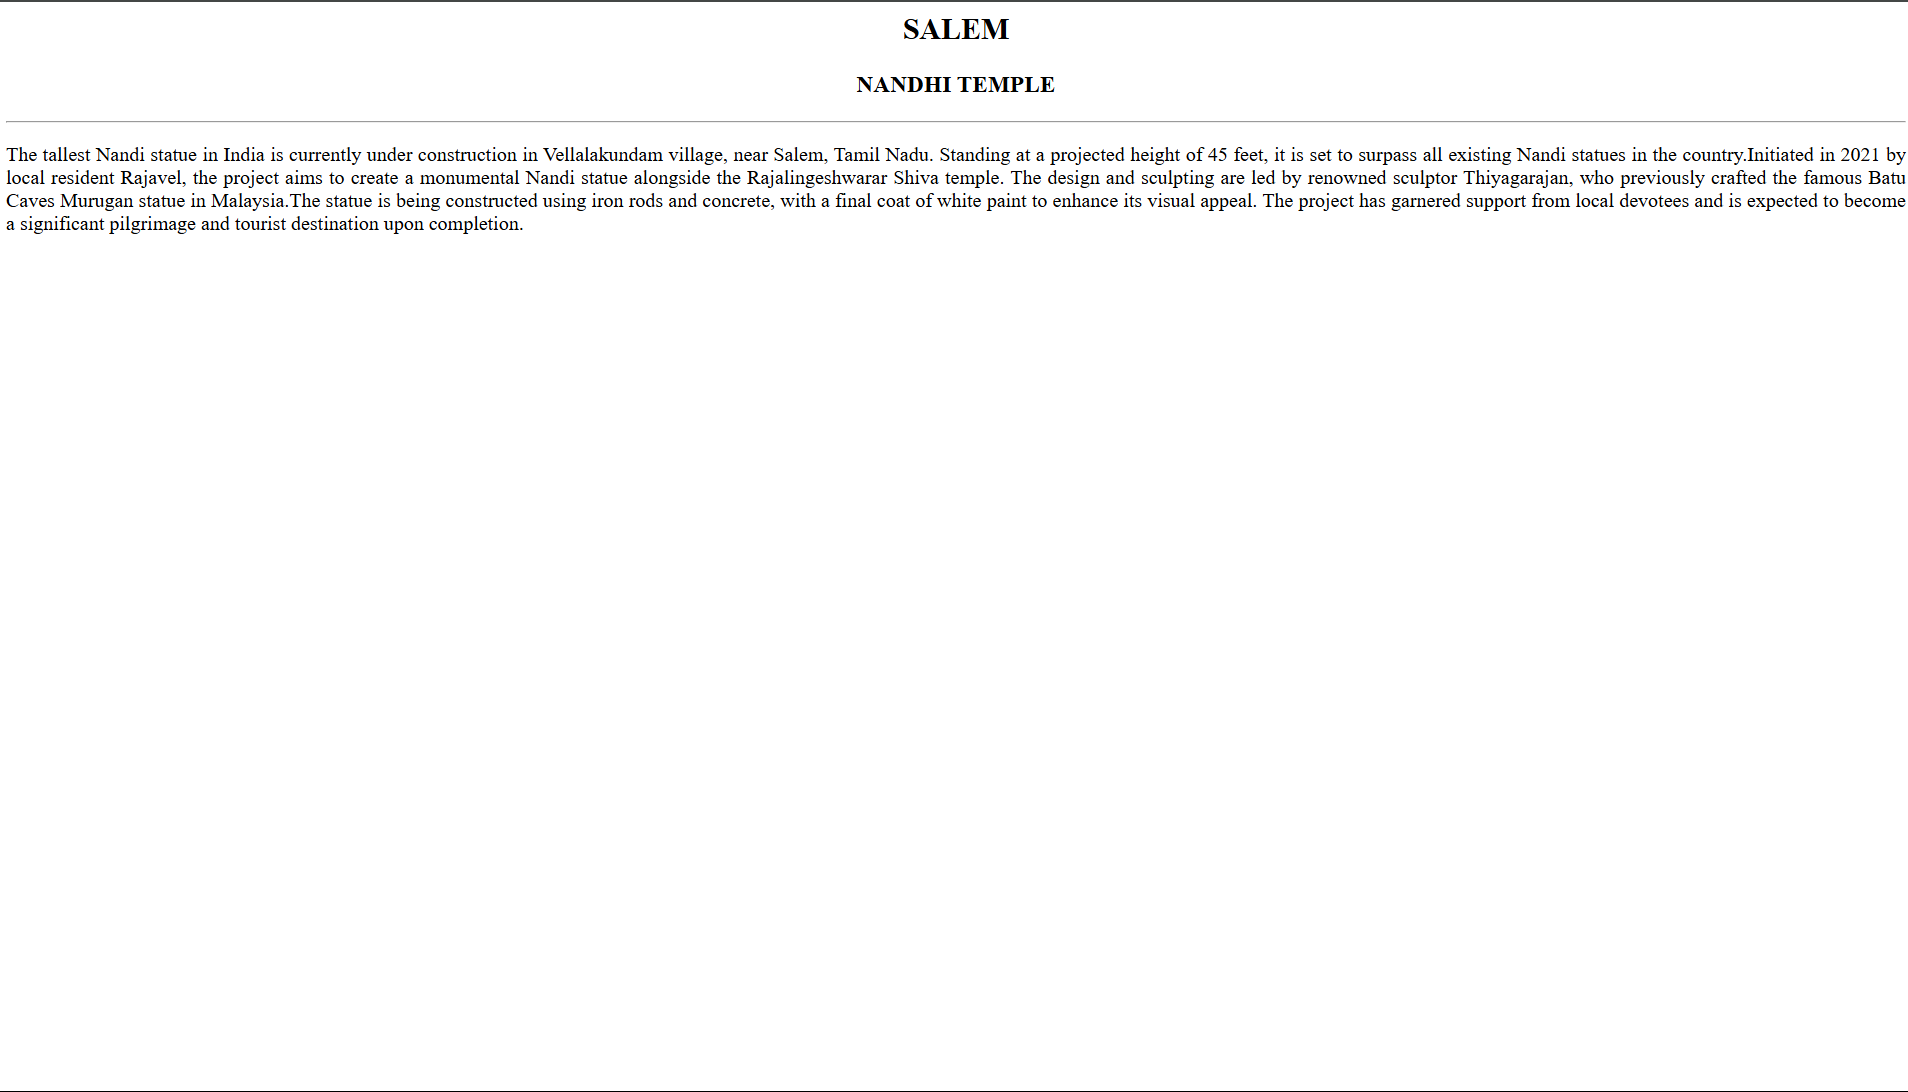 SALEM
NANDHI TEMPLE
The tallest Nandi statue in India is currently under construction in Vellalakundam village, near Salem, Tamil Nadu. Standing at a projected height of 45 feet, it is set to surpass all existing Nandi statues in the country.Initiated in 2021 by
local resident Rajavel, the project aims to create a monumental Nandi statue alongside the Rajalingeshwarar Shiva temple. The design and sculpting are led by renowned sculptor Thiyagarajan, who previously crafted the famous Batu
Caves Murugan statue in Malaysia.The statue is being constructed using iron rods and concrete, with a final coat of white paint to enhance its visual appeal. The project has garnered support from local devotees and is expected to become
a significant pilgrimage and tourist destination upon completion.